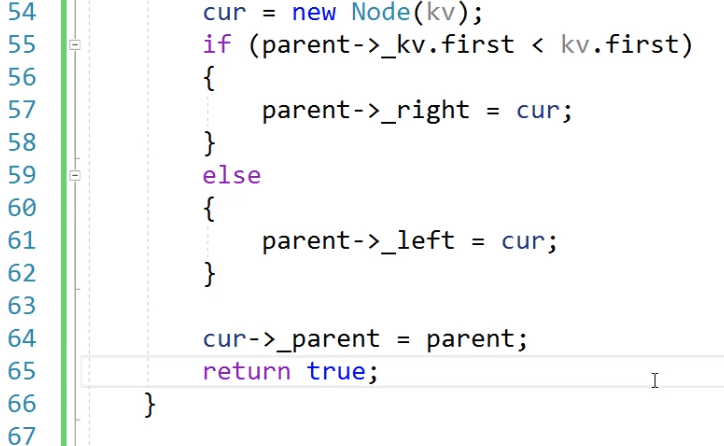 54 cur = new Node(kv);
55 if (parent->_kv.first < kv.first)
56 {
57 parent->_right = cur;
58 }
59 else
60 {
61 parent->_left = cur;
62 }
63
64 cur->_parent = parent;
65 return true;
66 }
67